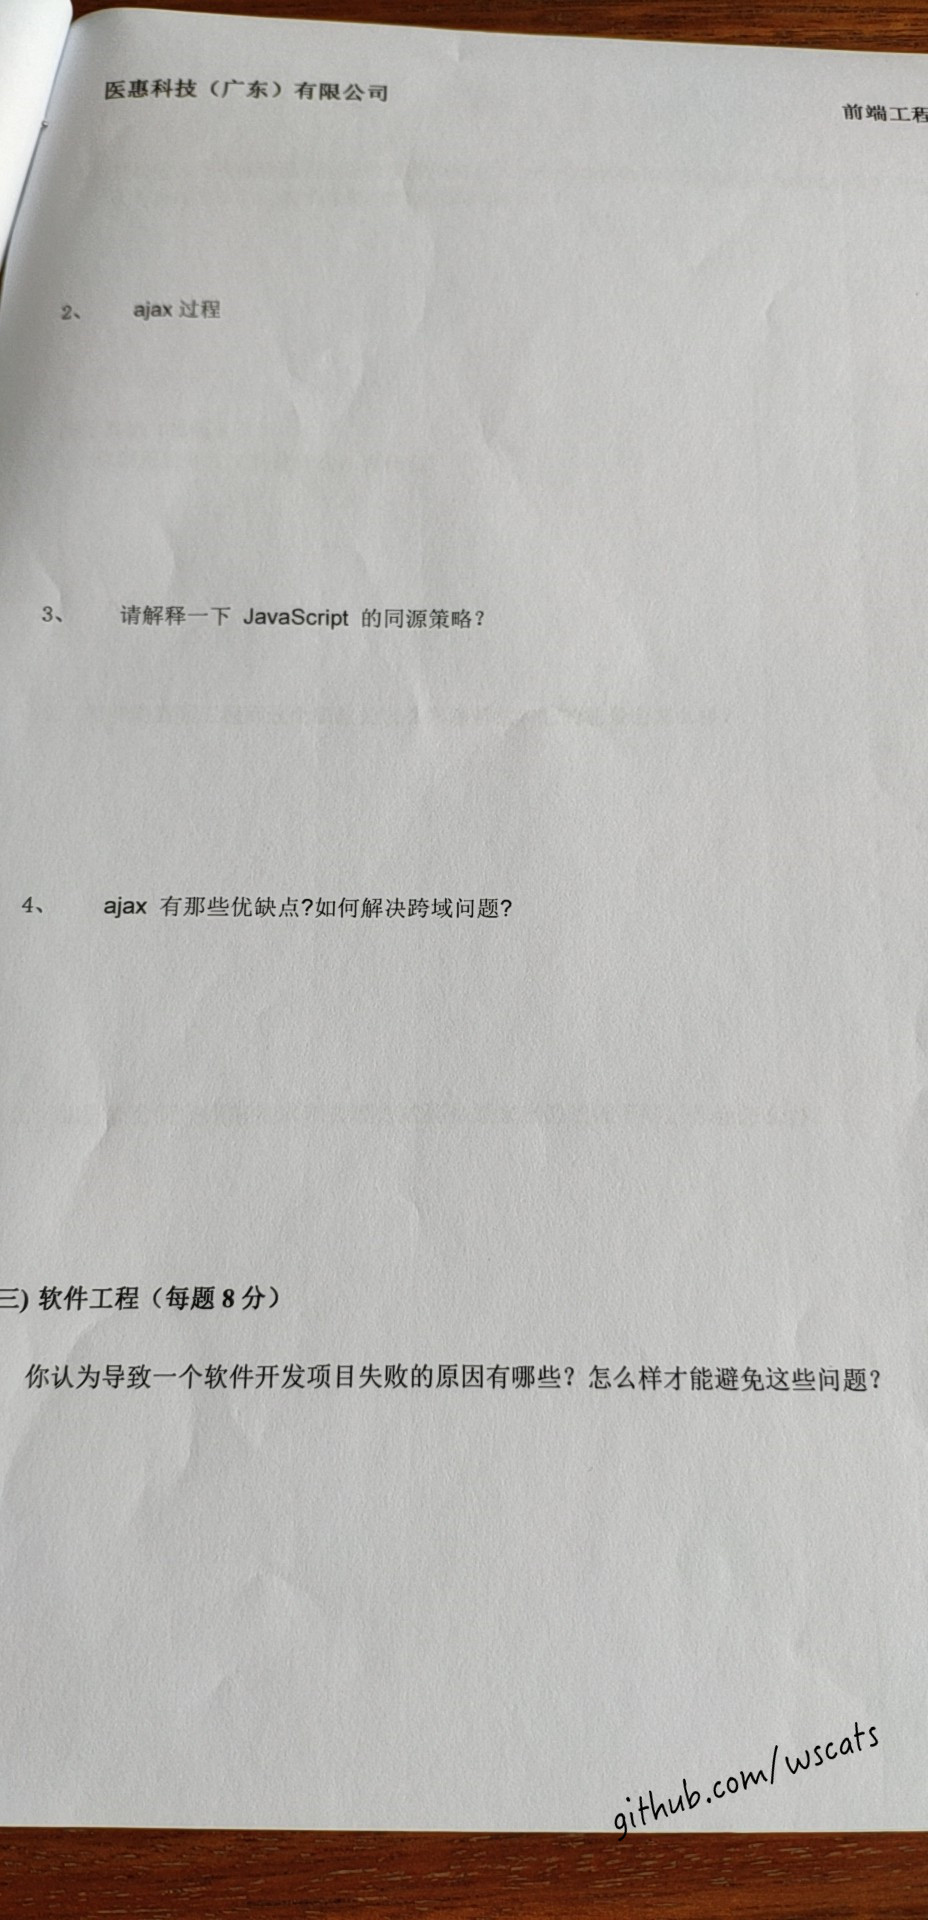 医惠科技（广东）有限公司
前端工程
2、 ajax 过程
3、 请解释一下 JavaScript 的同源策略？
4、 ajax 有那些优缺点?如何解决跨域问题?
三) 软件工程（每题 8 分）
你认为导致一个软件开发项目失败的原因有哪些？怎么样才能避免这些问题？
github.com/wscats